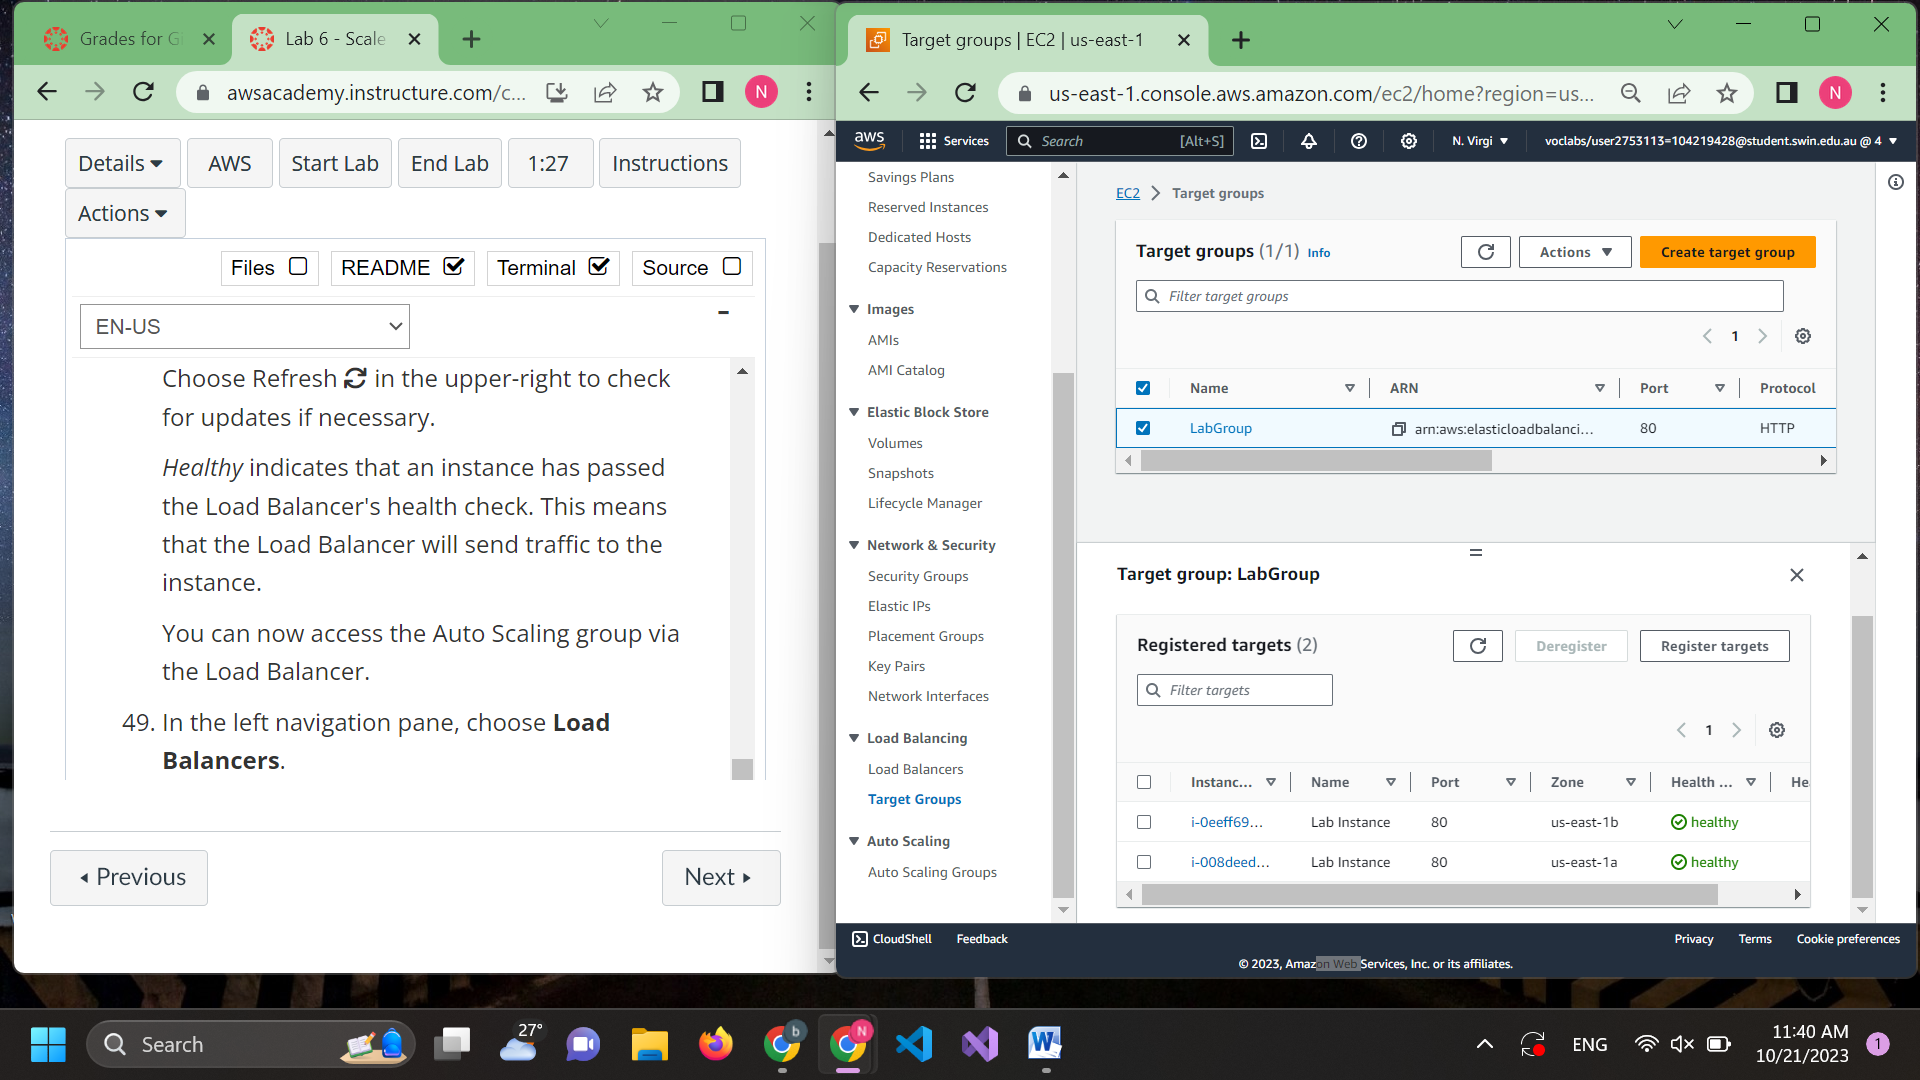 Grades for Gi
Lab 6 - Scale
awsacademy.instructure.com/c...
N
Details
AWS
Start Lab
End Lab
1:27
Instructions
Actions
Files
README
Terminal
Source
EN-US
Choose Refresh in the upper-right to check
for updates if necessary.
Healthy indicates that an instance has passed
the Load Balancer's health check. This means
that the Load Balancer will send traffic to the
instance.
You can now access the Auto Scaling group via
the Load Balancer.
49. In the left navigation pane, choose Load
Balancers.
Previous
Next
Target groups | EC2 | us-east-1
us-east-1.console.aws.amazon.com/ec2/home?region=us...
N
aws
Services
Search
[Alt+S]
N. Virgi
voclabs/user2753113=104219428@student.swin.edu.au @ 4
Savings Plans
Reserved Instances
Dedicated Hosts
Capacity Reservations
Images
AMIs
AMI Catalog
Elastic Block Store
Volumes
Snapshots
Lifecycle Manager
Network & Security
Security Groups
Elastic IPs
Placement Groups
Key Pairs
Network Interfaces
Load Balancing
Load Balancers
Target Groups
Auto Scaling
Auto Scaling Groups
EC2 > Target groups
Target groups (1/1) Info
Actions
Create target group
Filter target groups
1
Name
ARN
Port
Protocol
LabGroup
arn:aws:elasticloadbalanci...
80
HTTP
Target group: LabGroup
Registered targets (2)
Deregister
Register targets
Filter targets
1
Instanc...
Name
Port
Zone
Health ...
Hea
i-0eeff69...
Lab Instance
80
us-east-1b
healthy
i-008deed...
Lab Instance
80
us-east-1a
healthy
CloudShell
Feedback
Privacy
Terms
Cookie preferences
© 2023, Amazon Web Services, Inc. or its affiliates.
Search
27°
b
N
W
ENG
11:40 AM
10/21/2023
1